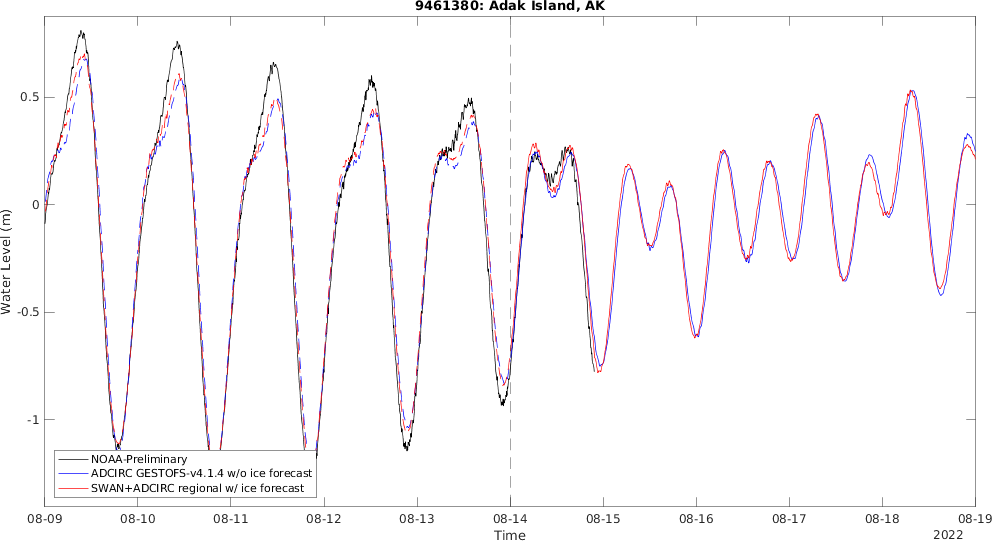 9461380: Adak Island, AK
Water Level (m)
0.5
0
-0.5
-1
NOAA-Preliminary
ADCIRC GESTOFS-v4.1.4 w/o ice forecast
SWAN+ADCIRC regional w/ ice forecast
08-09 08-10 08-11 08-12 08-13 08-14 08-15 08-16 08-17 08-18 08-19
Time
2022